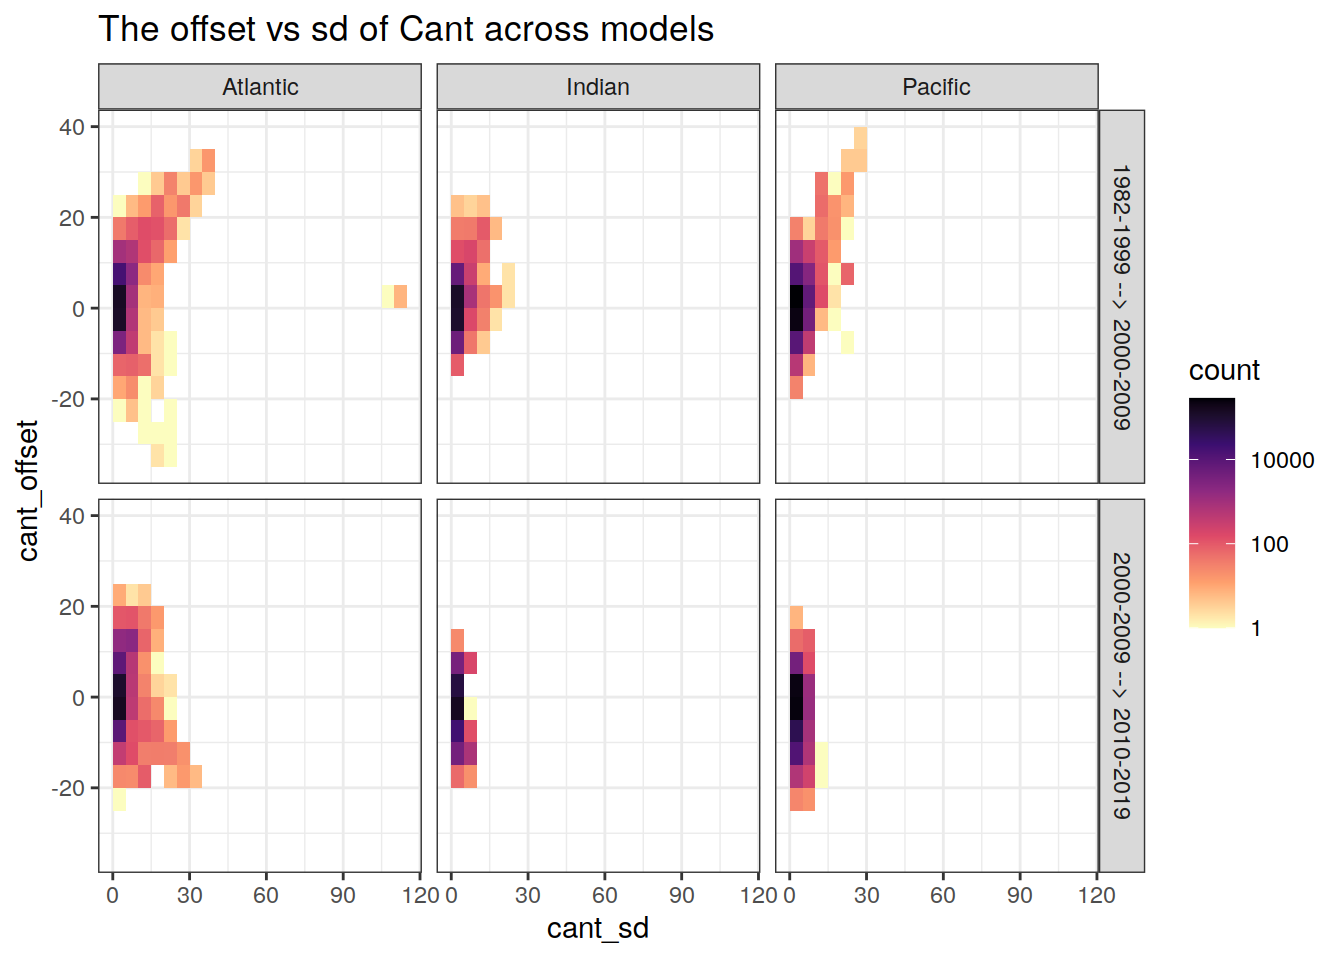 The offset vs sd of Cant across models
Atlantic
Indian
Pacific
40
20
0
-20
1982-1999 --> 2000-2009
40
20
0
-20
2000-2009 --> 2010-2019
cant_offset
0 30 60 90 120
0 30 60 90 120
0 30 60 90 120
cant_sd
count
10000
100
1